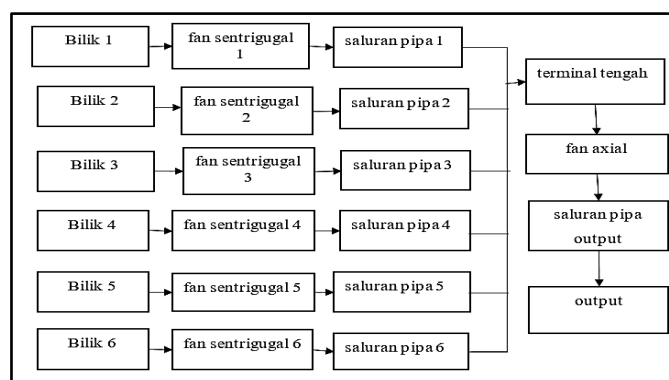 Bilik 1
fan sentrigugal
1
saluran pipa 1
Bilik 2
fan sentrigugal
2
saluran pipa 2
Bilik 3
fan sentrigugal
3
saluran pipa 3
Bilik 4
fan sentrigugal 4
saluran pipa 4
Bilik 5
fan sentrigugal 5
saluran pipa 5
Bilik 6
fan sentrigugal 6
saluran pipa 6
terminal tengah
fan axial
saluran pipa
output
output